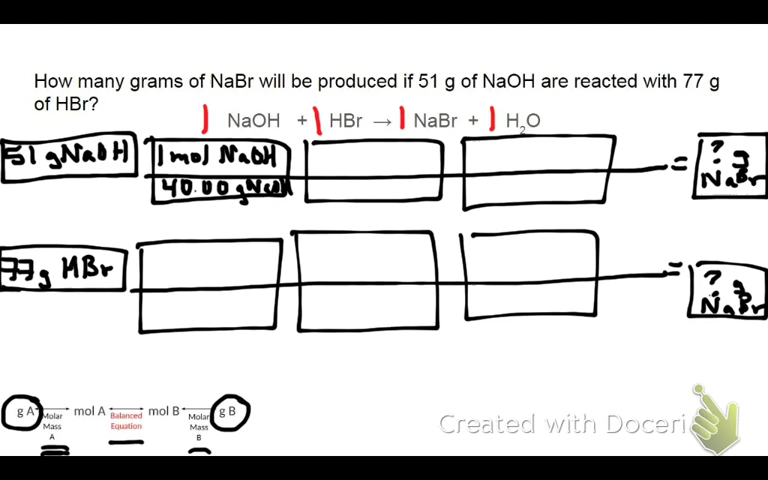 How many grams of NaBr will be produced if 51 g of NaOH are reacted with 77 g
of HBr?
1 NaOH + 1 HBr → 1 NaBr + 1 H₂O
51 g NaOH 1 mol NaOH = ? g
40.00 g NaOH NaBr
77 g HBr = ? g
NaBr
g A mol A Balanced Equation mol B g B
Molar Mass A Molar Mass B
Created with Doceri